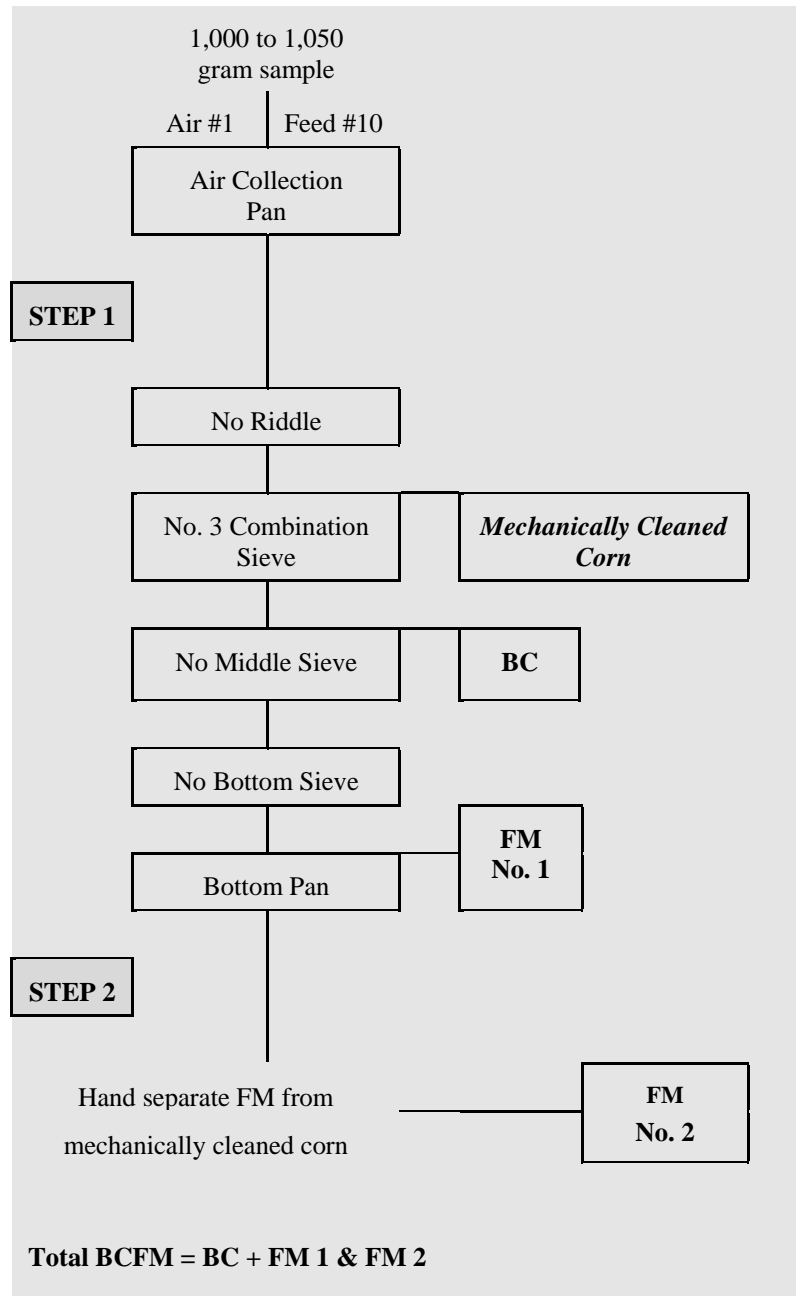 1,000 to 1,050
gram sample
Air #1 Feed #10
Air Collection
Pan
STEP 1
No Riddle
No. 3 Combination
Sieve
Mechanically Cleaned
Corn
No Middle Sieve
BC
No Bottom Sieve
FM
No. 1
Bottom Pan
STEP 2
Hand separate FM from
mechanically cleaned corn
FM
No. 2
Total BCFM = BC + FM 1 & FM 2